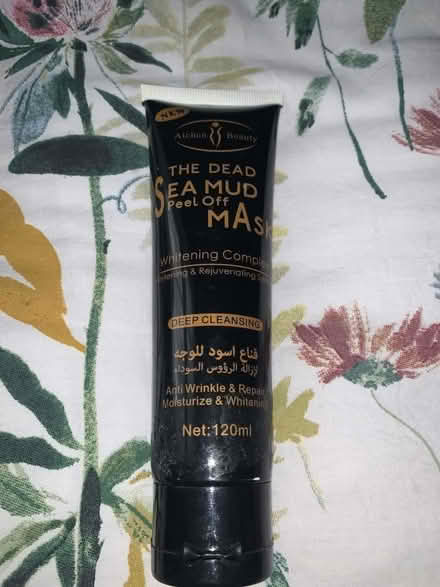 NEW
Aichun Beauty
THE DEAD
SEA MUD
Peel Off
MAsk
Whitening Complex
& Rejuvenating
DEEP CLEANSING
قناع اسود للوجه
لإزالة الرؤوس السوداء
Anti Wrinkle & Repair
Moisturize & Whitening
Net:120ml